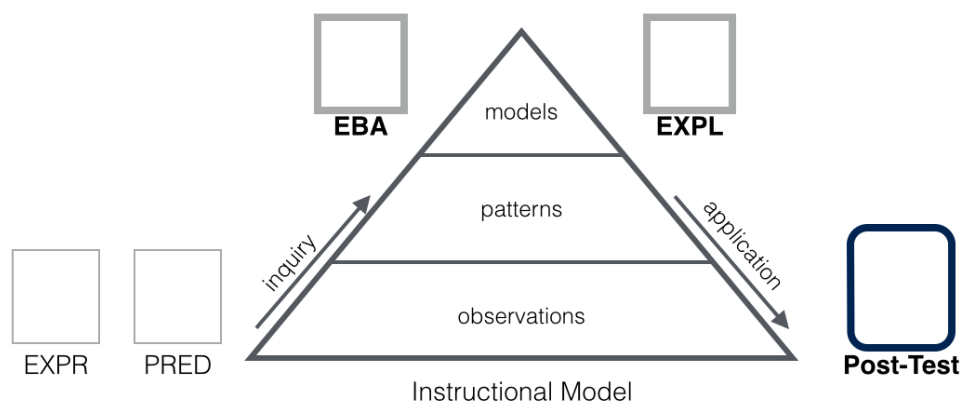 EBA
models
EXPL
patterns
inquiry
application
observations
EXPR
PRED
Post-Test
Instructional Model